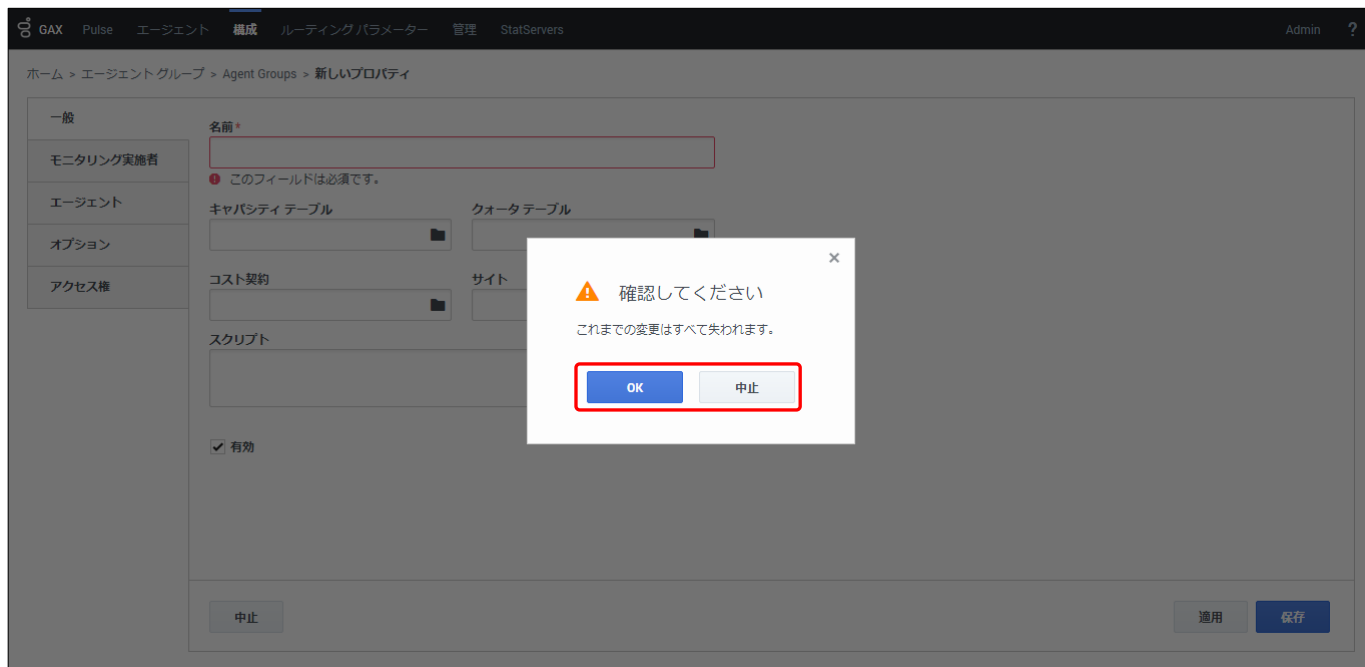 GAX Pulse エージェント 構成 ルーティング パラメーター 管理 StatServers Admin ?
ホーム > エージェント グループ > Agent Groups > 新しいプロパティ
一般
モニタリング実施者
エージェント
オプション
アクセス権
名前*
このフィールドは必須です。
キャパシティ テーブル クォータ テーブル
コスト契約 サイト
スクリプト
有効
確認してください
これまでの変更はすべて失われます。
OK 中止
中止 適用 保存